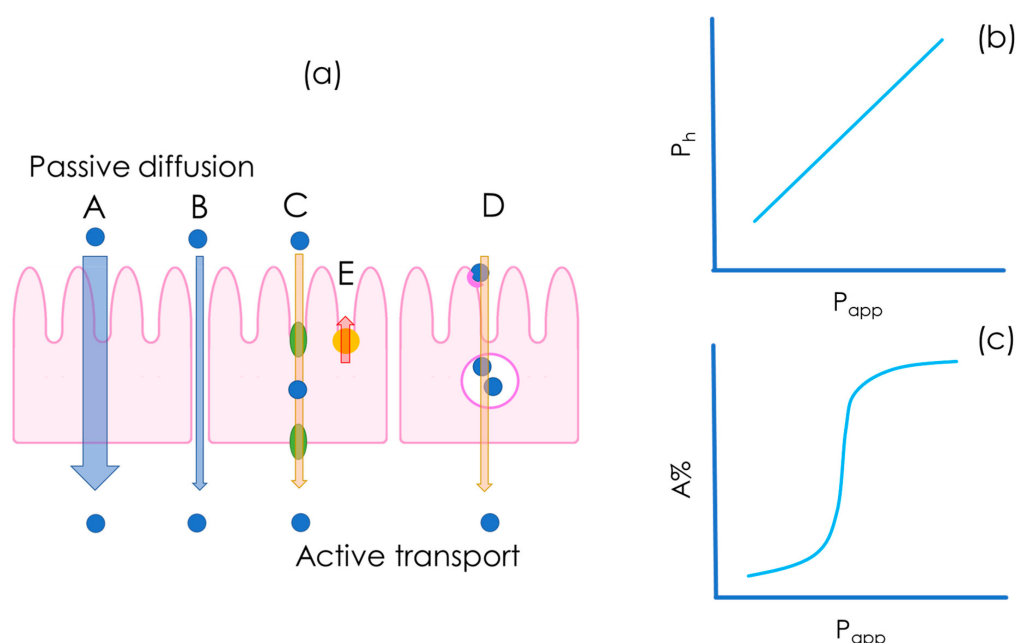 (a)
Passive diffusion
A
B
C
D
E
Active transport
(b)
Pₕ
Pₐₚₚ
(c)
A%
Pₐₚₚ